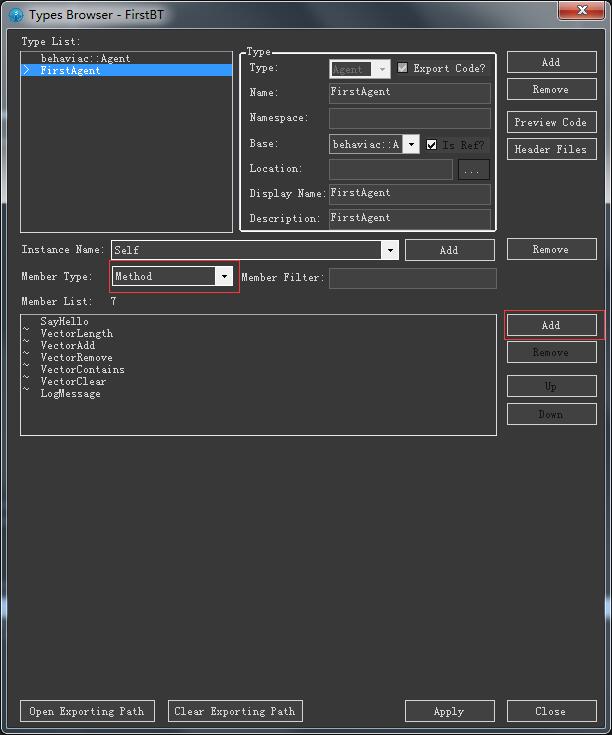 Types Browser - FirstBT
Type List:
behaviac::Agent
> FirstAgent
Type
Type: Agent Export Code?
Name: FirstAgent
Namespace:
Base: behaviac::A Is Ref?
Location: ...
Display Name: FirstAgent
Description: FirstAgent
Add
Remove
Preview Code
Header Files
Instance Name: Self Add Remove
Member Type: Method Member Filter:
Member List: 7
SayHello
~ VectorLength
~ VectorAdd
~ VectorRemove
~ VectorContains
~ VectorClear
~ LogMessage
Add
Remove
Up
Down
Open Exporting Path Clear Exporting Path Apply Close